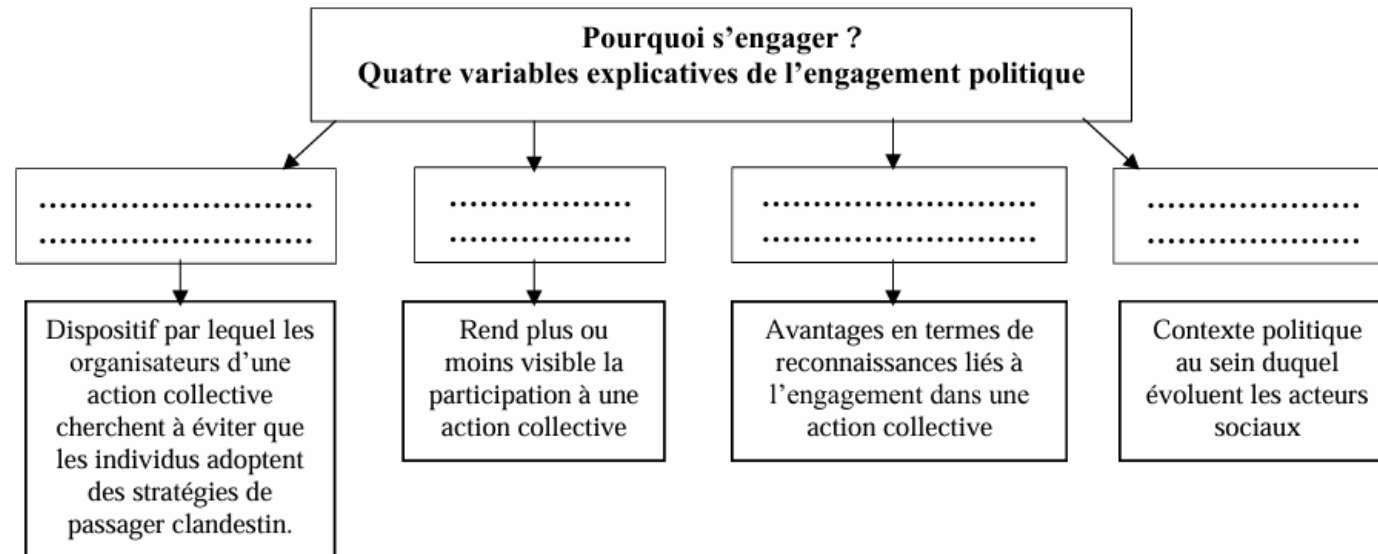 Pourquoi s’engager ?
Quatre variables explicatives de l’engagement politique
..............................
..............................
....................
....................
..............................
..............................
.......................
.......................
Dispositif par lequel les
organisateurs d’une
action collective
cherchent à éviter que
les individus adoptent
des stratégies de
passager clandestin.
Rend plus ou
moins visible la
participation à une
action collective
Avantages en termes de
reconnaissances liés à
l’engagement dans une
action collective
Contexte politique
au sein duquel
évoluent les acteurs
sociaux